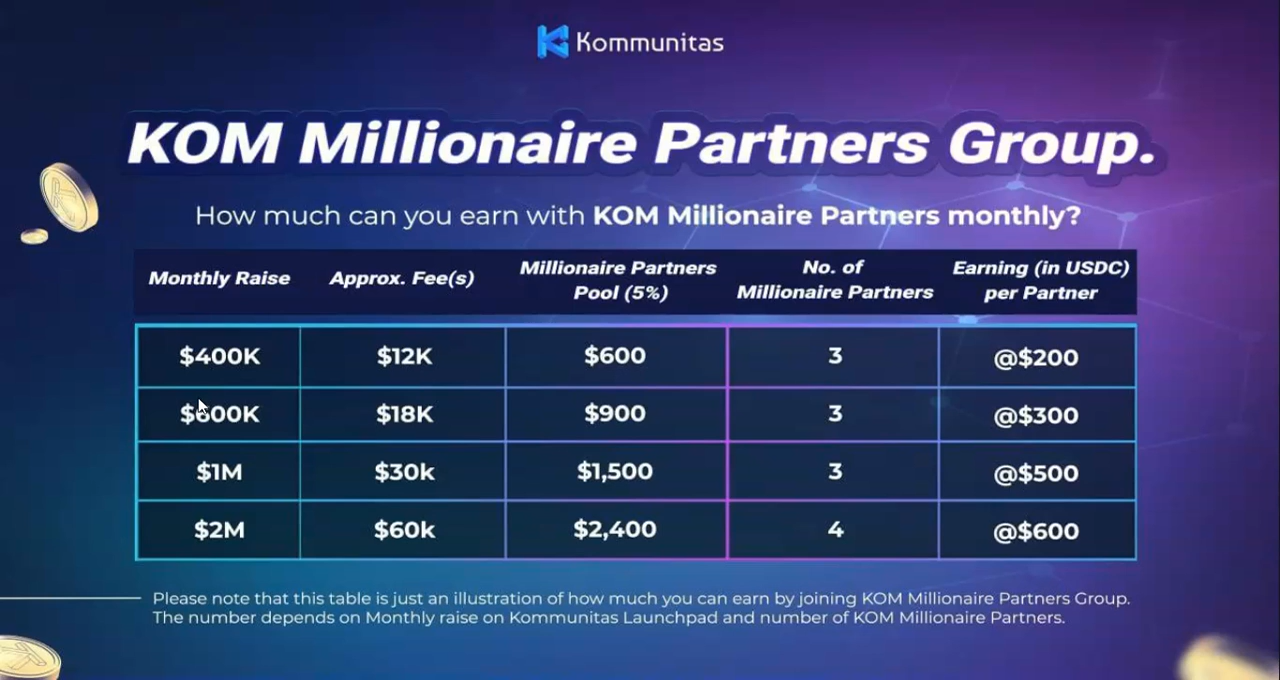 Kommunitas
KOM Millionaire Partners Group.
How much can you earn with KOM Millionaire Partners monthly?
Monthly Raise Approx. Fee(s) Millionaire Partners Pool (5%) No. of Millionaire Partners Earning (in USDC) per Partner
$400K $12K $600 3 @$200
$600K $18K $900 3 @$300
$1M $30k $1,500 3 @$500
$2M $60k $2,400 4 @$600
Please note that this table is just an illustration of how much you can earn by joining KOM Millionaire Partners Group.
The number depends on Monthly raise on Kommunitas Launchpad and number of KOM Millionaire Partners.